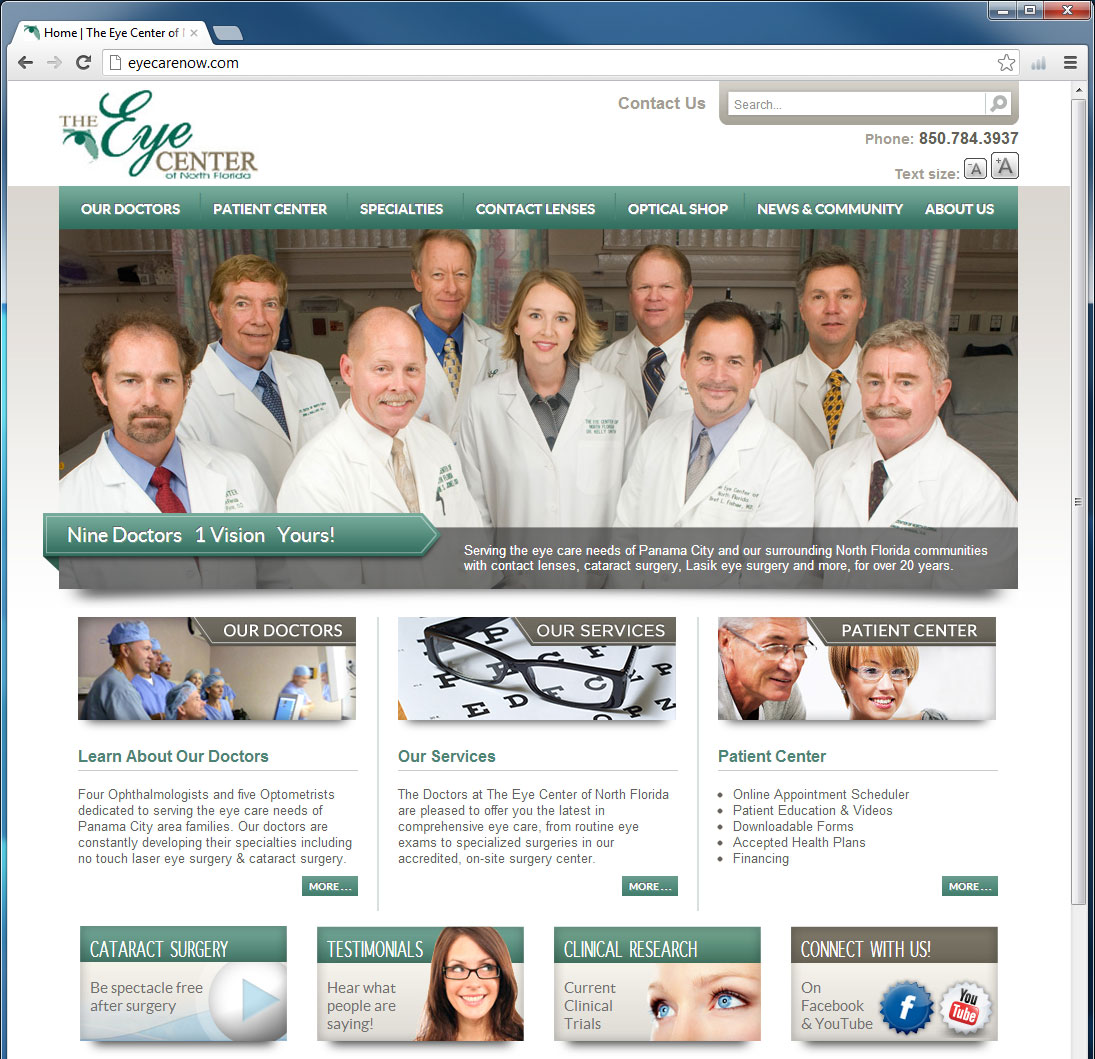 Home | The Eye Center of
eyecarenow.com
THE Eye CENTER
of North Florida
Contact Us
Search...
Phone: 850.784.3937
Text size: -A +A
OUR DOCTORS PATIENT CENTER SPECIALTIES CONTACT LENSES OPTICAL SHOP NEWS & COMMUNITY ABOUT US
Nine Doctors 1 Vision Yours!
Serving the eye care needs of Panama City and our surrounding North Florida communities
with contact lenses, cataract surgery, Lasik eye surgery and more, for over 20 years.
OUR DOCTORS
OUR SERVICES
PATIENT CENTER
Learn About Our Doctors
Four Ophthalmologists and five Optometrists
dedicated to serving the eye care needs of
Panama City area families. Our doctors are
constantly developing their specialties including
no touch laser eye surgery & cataract surgery.
MORE...
Our Services
The Doctors at The Eye Center of North Florida
are pleased to offer you the latest in
comprehensive eye care, from routine eye
exams to specialized surgeries in our
accredited, on-site surgery center.
MORE...
Patient Center
Online Appointment Scheduler
Patient Education & Videos
Downloadable Forms
Accepted Health Plans
Financing
MORE...
CATARACT SURGERY
Be spectacle free
after surgery
TESTIMONIALS
Hear what
people are
saying!
CLINICAL RESEARCH
Current
Clinical
Trials
CONNECT WITH US!
On
Facebook
& YouTube
f
You
Tube